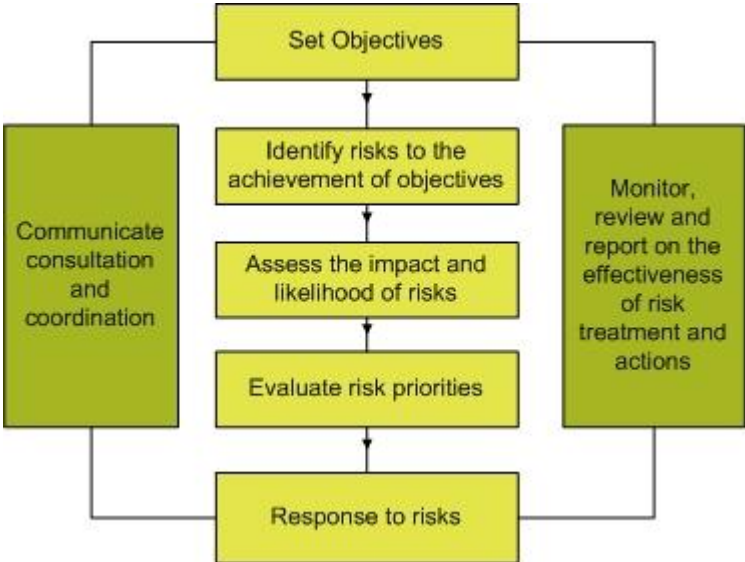 Set Objectives
Identify risks to the
achievement of objectives
Assess the impact and
likelihood of risks
Evaluate risk priorities
Response to risks
Communicate
consultation
and
coordination
Monitor,
review and
report on the
effectiveness
of risk
treatment and
actions